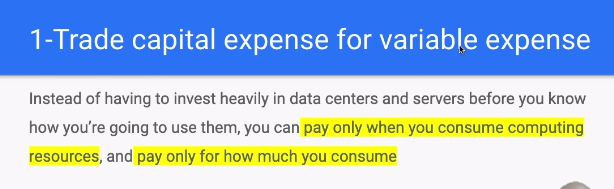 1-Trade capital expense for variable expense
Instead of having to invest heavily in data centers and servers before you know
how you’re going to use them, you can pay only when you consume computing
resources, and pay only for how much you consume